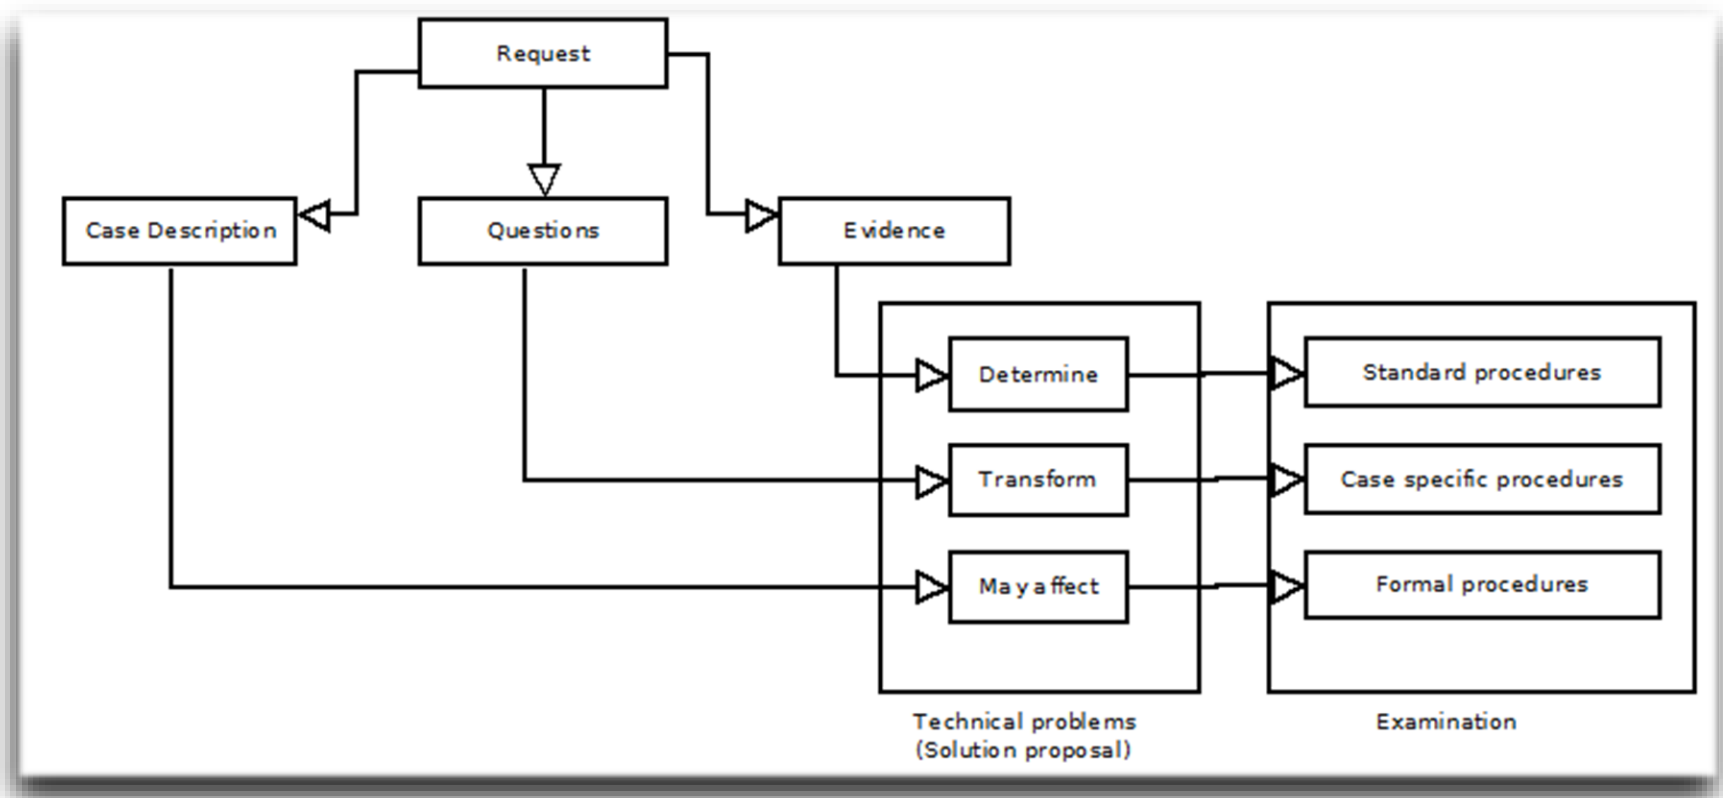 Request
Case Description
Questions
Evidence
Determine
Standard procedures
Transform
Case specific procedures
May affect
Formal procedures
Technical problems
(Solution proposal)
Examination